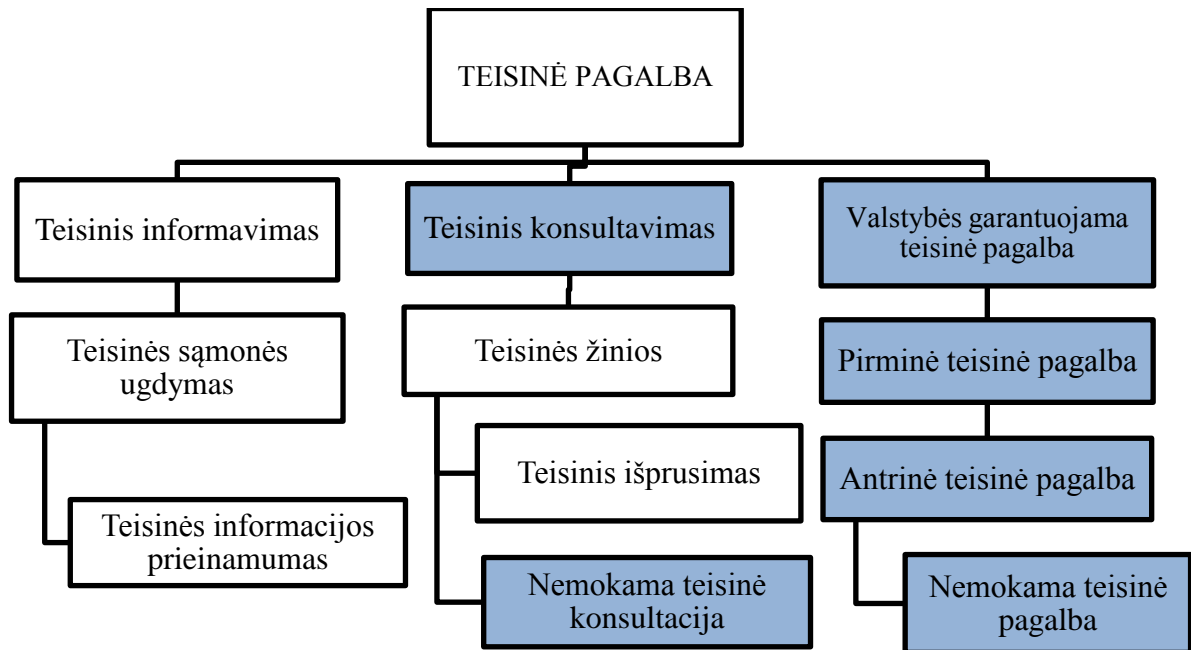 TEISINĖ PAGALBA
Teisinis informavimas
Teisinis konsultavimas
Valstybės garantuojama
teisinė pagalba
Teisinės sąmonės
ugdymas
Teisinės žinios
Pirminė teisinė pagalba
Teisinis išprusimas
Antrinė teisinė pagalba
Teisinės informacijos
prieinamumas
Nemokama teisinė
konsultacija
Nemokama teisinė
pagalba